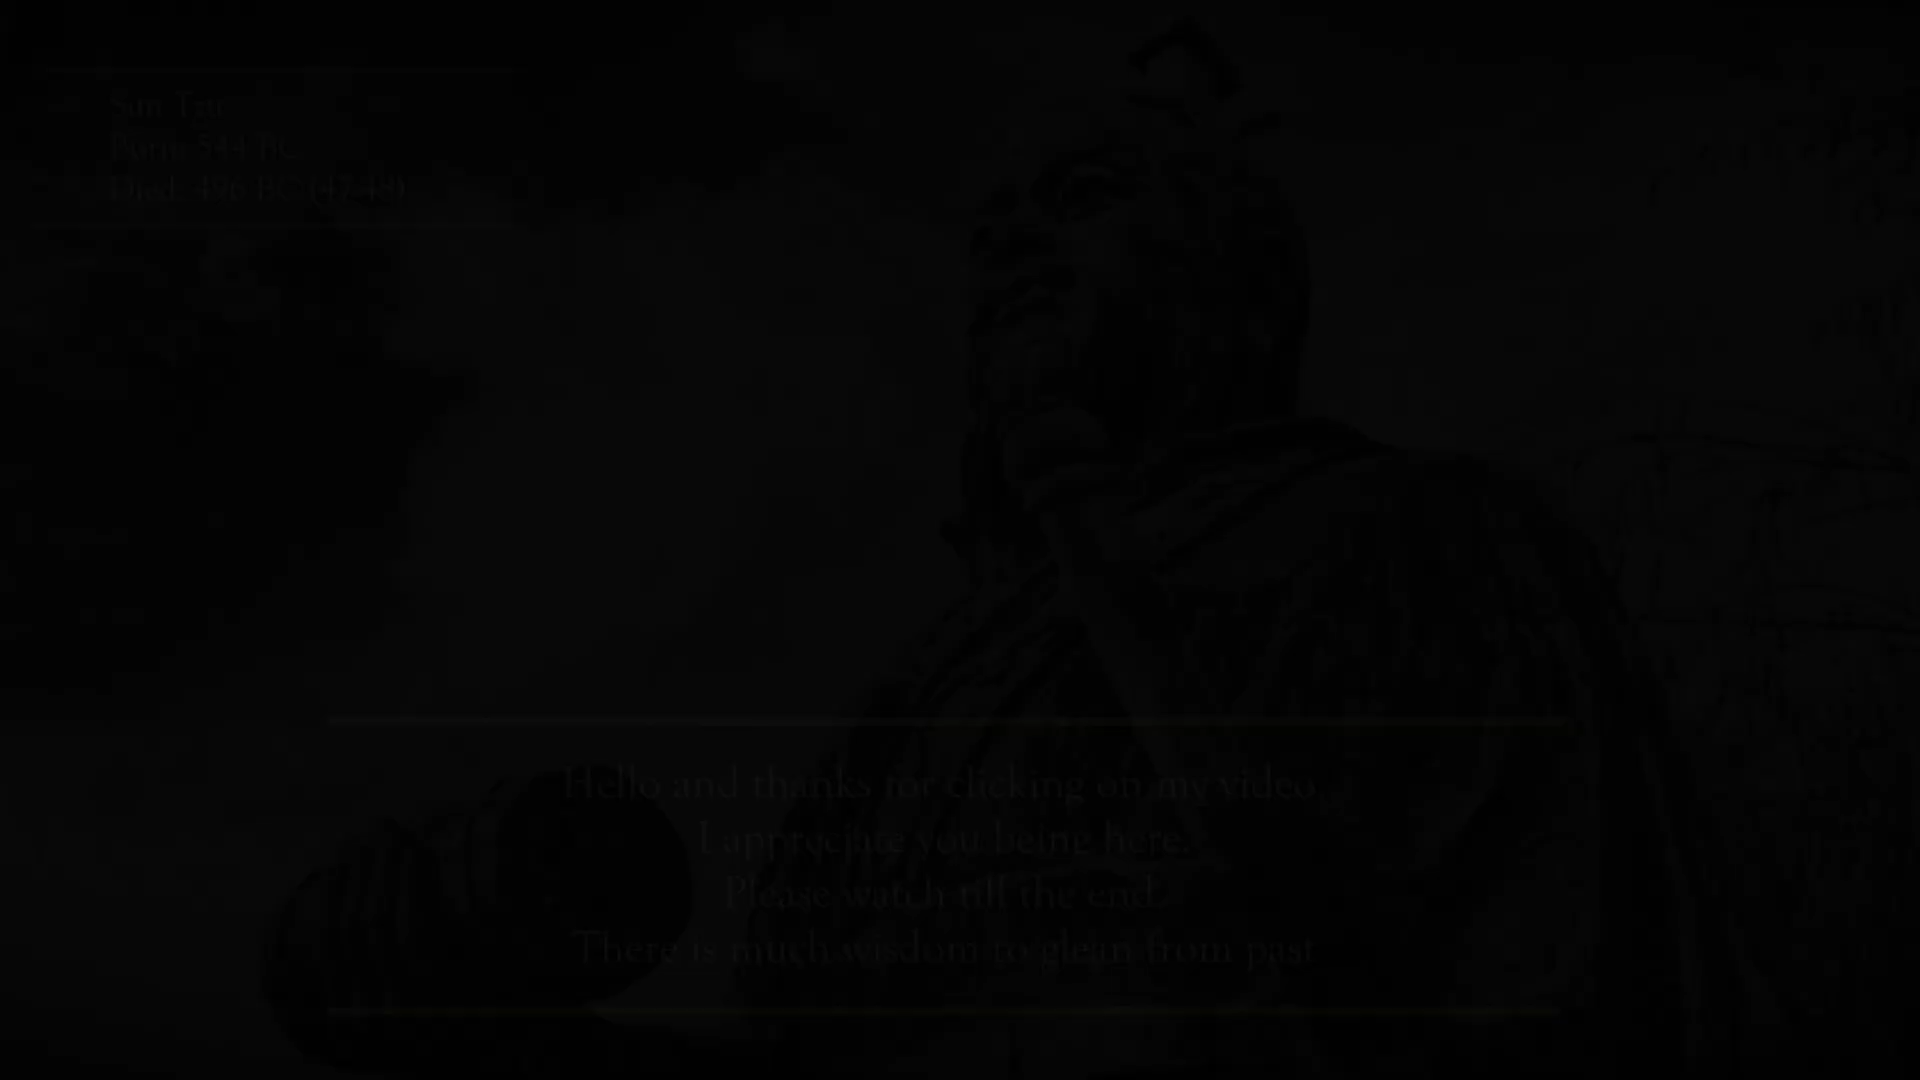 Sun Tzu
Born: 544 BC
Died: 496 BC (47-48)
Hello and thanks for clicking on my video.
I appreciate you being here.
Please watch till the end.
There is much wisdom to glean from past